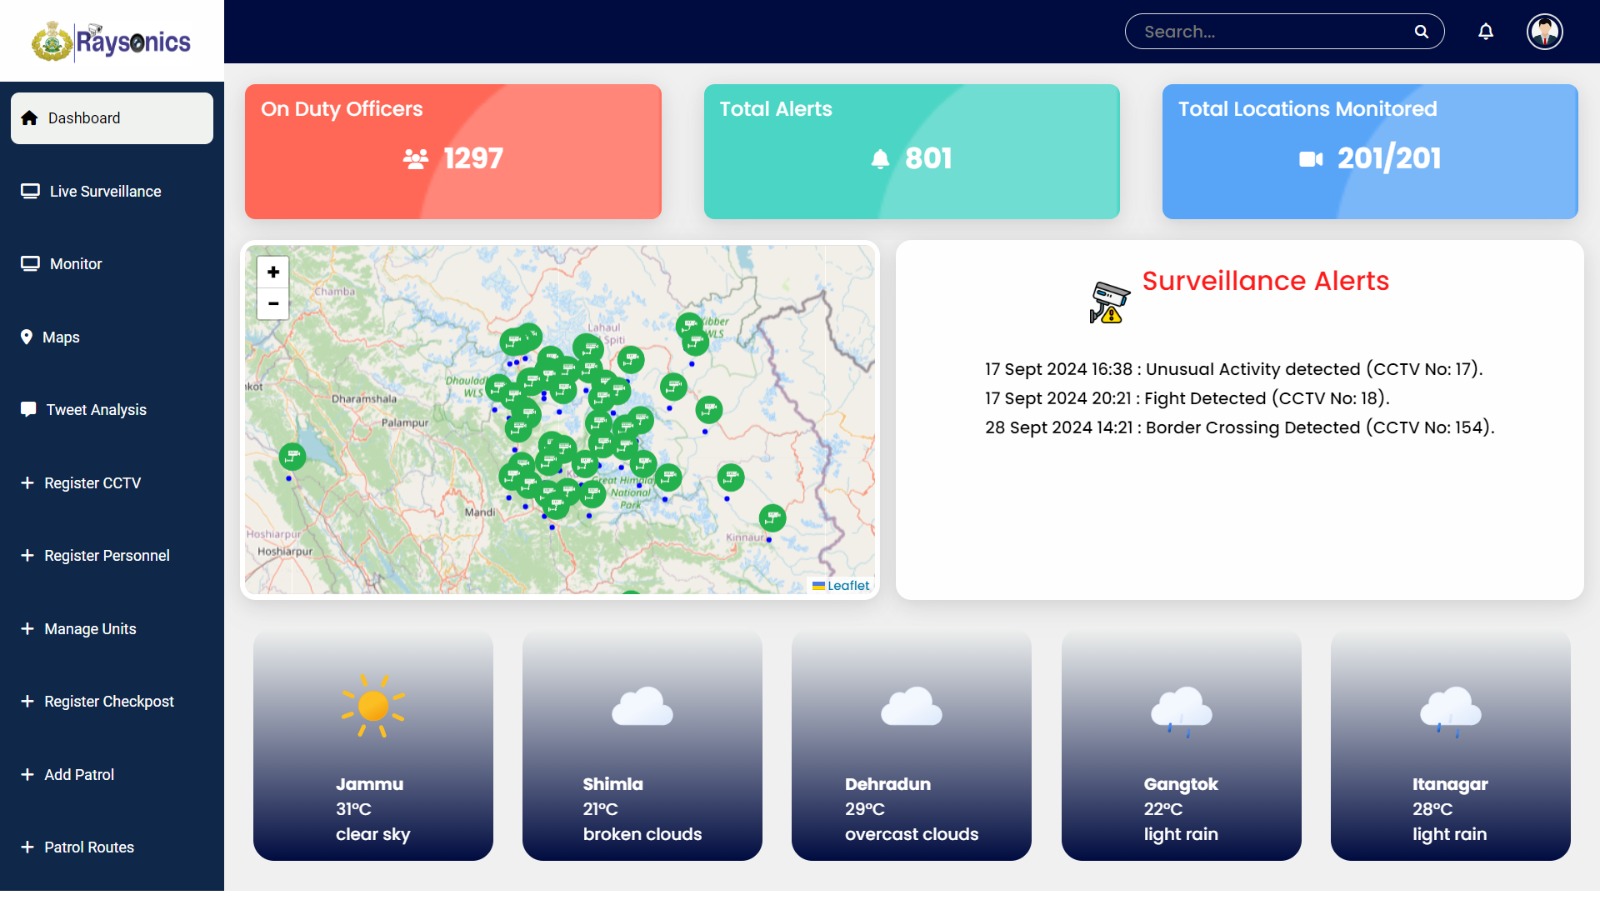 Raysonics
Search...
Dashboard
Live Surveillance
Monitor
Maps
Tweet Analysis
Register CCTV
Register Personnel
Manage Units
Register Checkpost
Add Patrol
Patrol Routes
On Duty Officers
1297
Total Alerts
801
Total Locations Monitored
201/201
+
−
Chamba
Lahaul
Spiti
Kibber
WLS
Dhauladhar
WLS
Dharamshala
Palampur
Great Himalayan
National
Park
Mandi
Kinnaur
Hoshiarpur
Hoshiarpur
Leaflet
Surveillance Alerts
17 Sept 2024 16:38 : Unusual Activity detected (CCTV No: 17).
17 Sept 2024 20:21 : Fight Detected (CCTV No: 18).
28 Sept 2024 14:21 : Border Crossing Detected (CCTV No: 154).
Jammu
31°C
clear sky
Shimla
21°C
broken clouds
Dehradun
29°C
overcast clouds
Gangtok
22°C
light rain
Itanagar
28°C
light rain